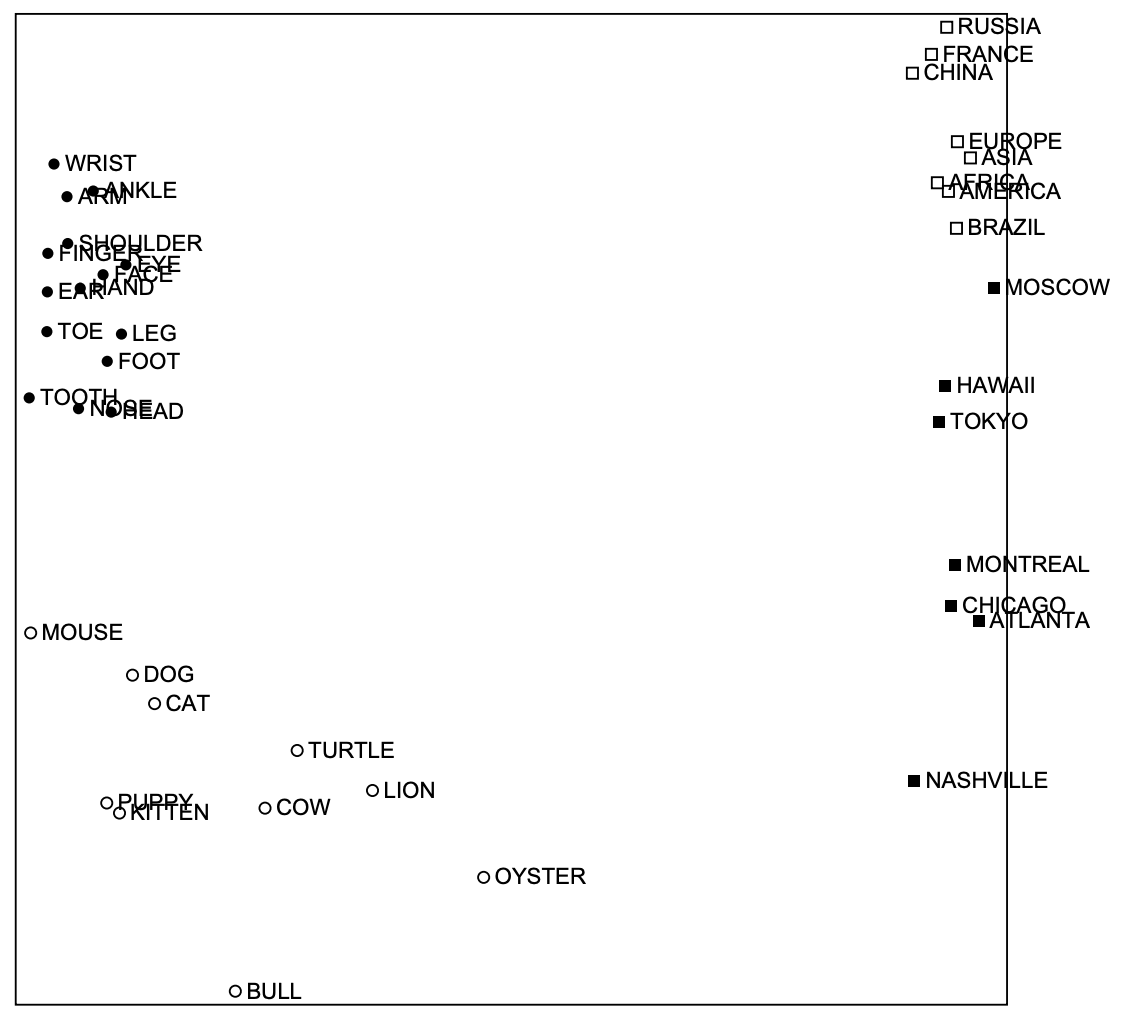 RUSSIA
FRANCE
CHINA
EUROPE
ASIA
AFRICA
AMERICA
BRAZIL
MOSCOW
HAWAII
TOKYO
MONTREAL
CHICAGO
ATLANTA
NASHVILLE
WRIST
ANKLE
ARM
SHOULDER
FINGER
EYE
FACE
HAND
EAR
TOE
LEG
FOOT
TOOTH
NOSE
HEAD
MOUSE
DOG
CAT
TURTLE
LION
PUPPY
COW
KITTEN
OYSTER
BULL